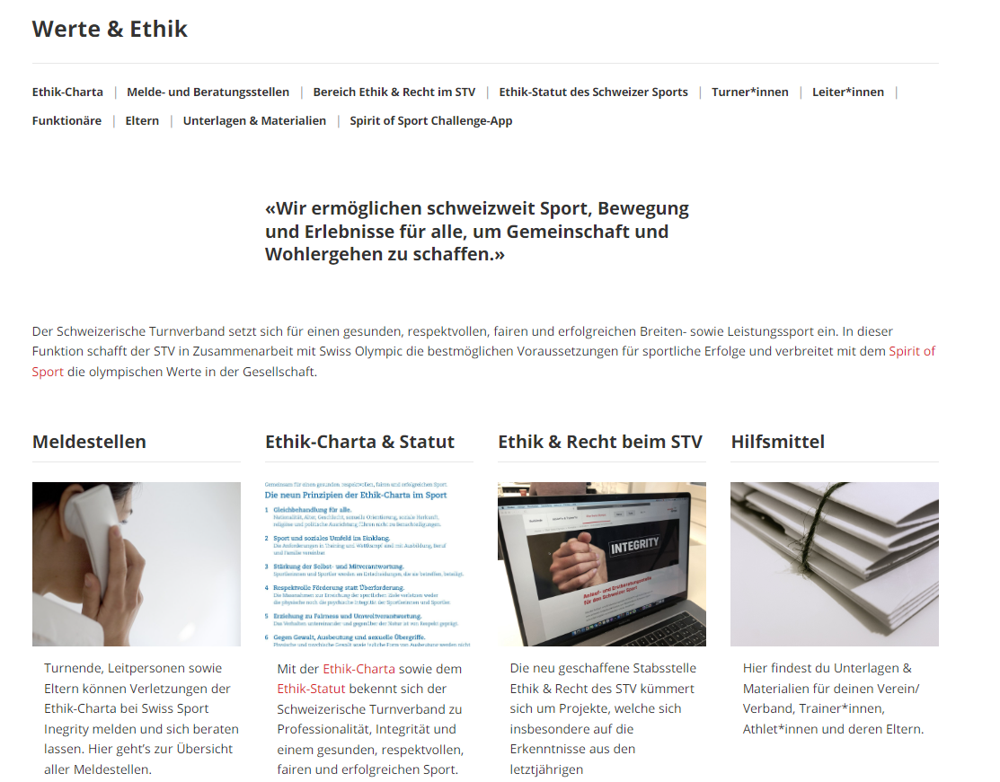 Werte & Ethik
Ethik-Charta | Melde- und Beratungsstellen | Bereich Ethik & Recht im STV | Ethik-Statut des Schweizer Sports | Turner*innen | Leiter*innen |
Funktionäre | Eltern | Unterlagen & Materialien | Spirit of Sport Challenge-App
«Wir ermöglichen schweizweit Sport, Bewegung
und Erlebnisse für alle, um Gemeinschaft und
Wohlergehen zu schaffen.»
Der Schweizerische Turnverband setzt sich für einen gesunden, respektvollen, fairen und erfolgreichen Breiten- sowie Leistungssport ein. In dieser
Funktion schafft der STV in Zusammenarbeit mit Swiss Olympic die bestmöglichen Voraussetzungen für sportliche Erfolge und verbreitet mit dem Spirit of
Sport die olympischen Werte in der Gesellschaft.
Meldestellen
Turnende, Leitpersonen sowie
Eltern können Verletzungen der
Ethik-Charta bei Swiss Sport
Inegrity melden und sich beraten
lassen. Hier geht’s zur Übersicht
aller Meldestellen.
Ethik-Charta & Statut
Gemeinsam für einen gesunden, respektvollen, fairen und erfolgreichen Sport
Die neun Prinzipien der Ethik-Charta im Sport
1 Gleichbehandlung für alle.
Nationalität, Alter, Geschlecht, sexuelle Orientierung, soziale Herkunft,
religiöse und politische Ausrichtung führen nicht zu Benachteiligungen.
2 Sport und soziales Umfeld im Einklang.
Die Anforderungen in Training und Wettkampf sind mit Ausbildung, Beruf
und Familie vereinbar.
3 Stärkung der Selbst- und Mitverantwortung.
Sportlerinnen und Sportler werden an Entscheidungen, die sie betreffen, beteiligt.
4 Respektvolle Förderung statt Überforderung.
Die Massnahmen zur Erreichung der sportlichen Ziele verletzen weder
die physische noch die psychische Integrität der Sportlerinnen und Sportler.
5 Erziehung zu Fairness und Umweltverantwortung.
Das Verhalten untereinander und gegenüber der Natur ist von Respekt geprägt.
6 Gegen Gewalt, Ausbeutung und sexuelle Übergriffe.
Physische und psychische Gewalt sowie jegliche Form von Ausbeutung werden nicht
Mit der Ethik-Charta sowie dem
Ethik-Statut bekennt sich der
Schweizerische Turnverband zu
Professionalität, Integrität und
einem gesunden, respektvollen,
fairen und erfolgreichen Sport.
Ethik & Recht beim STV
INTEGRITY
Anlauf- und Erstberatungsstelle
für den Schweizer Sport
Die neu geschaffene Stabsstelle
Ethik & Recht des STV kümmert
sich um Projekte, welche sich
insbesondere auf die
Erkenntnisse aus den
letztjährigen
Hilfsmittel
Hier findest du Unterlagen &
Materialien für deinen Verein/
Verband, Trainer*innen,
Athlet*innen und deren Eltern.